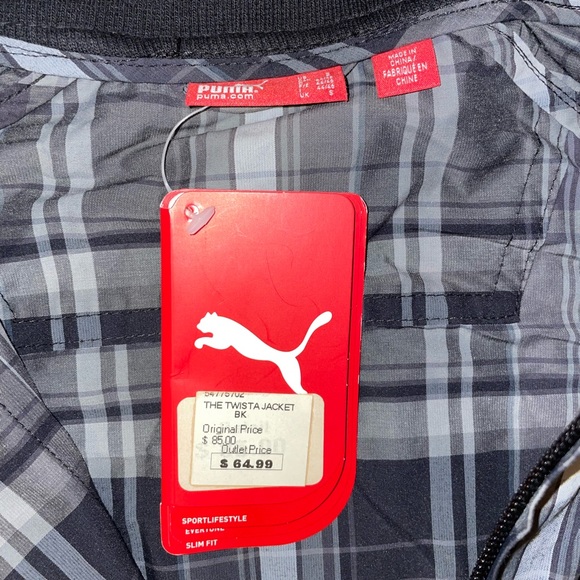 PUMA
puma.com
S
MADE IN
CHINA/
FABRIQUÉ EN
CHINE
54775702
THE TWISTA JACKET
BK
Original Price
$ 85.00
Outlet Price
$ 64.99
SPORTLIFESTYLE
SLIM FIT